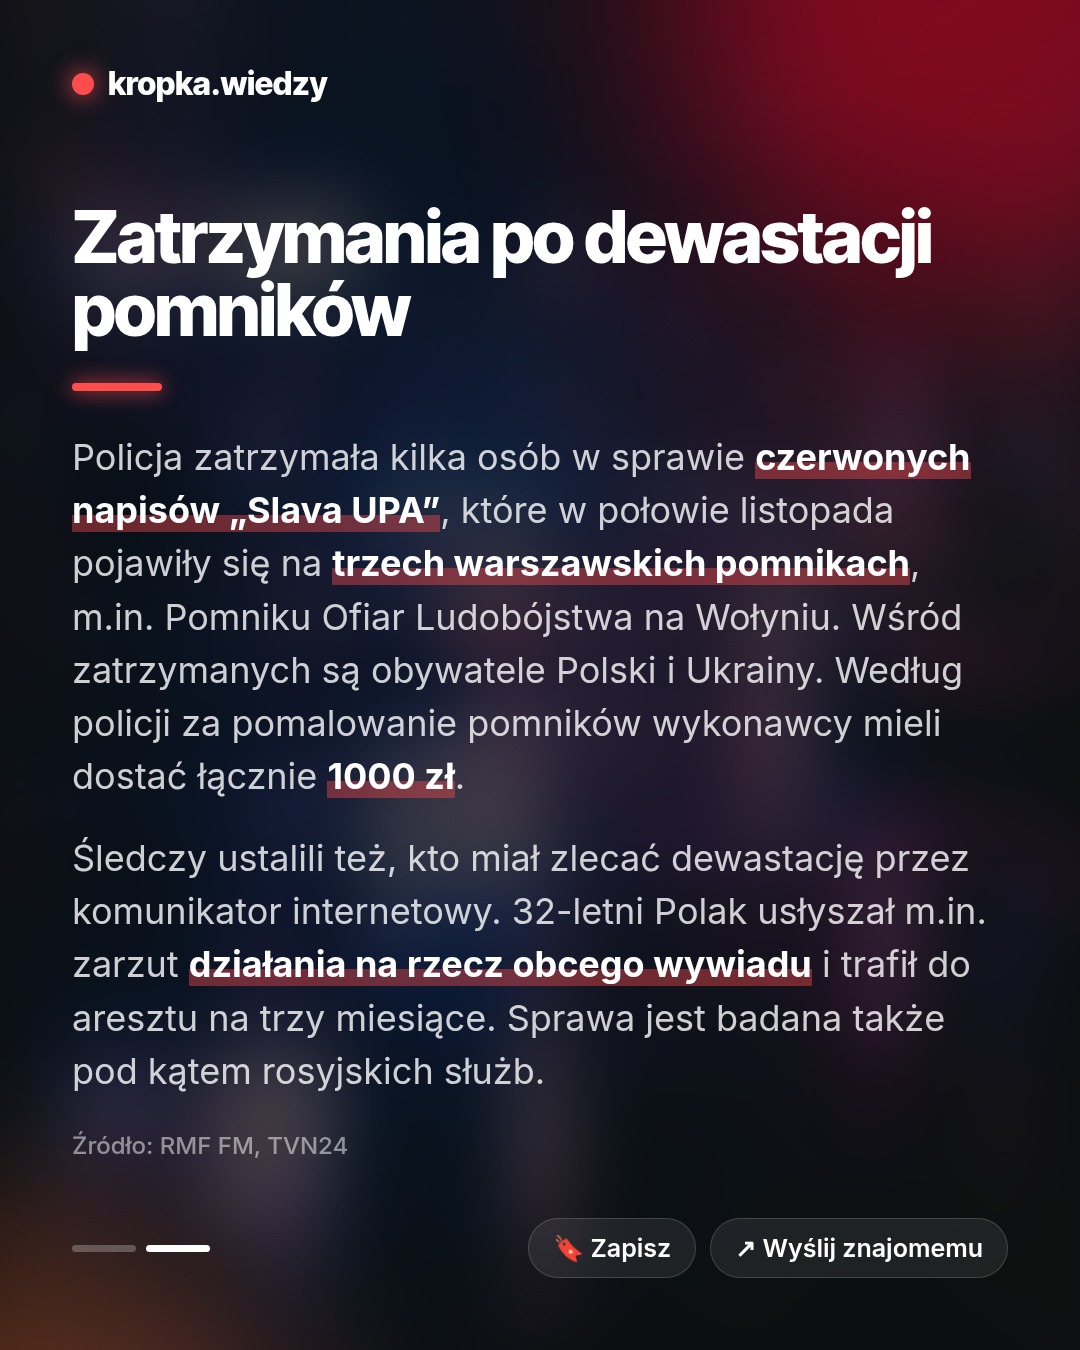 kropka.wiedzy
Zatrzymania po dewastacji
pomników
Policja zatrzymała kilka osób w sprawie czerwonych
napisów „Slava UPA”, które w połowie listopada
pojawiły się na trzech warszawskich pomnikach,
m.in. Pomniku Ofiar Ludobójstwa na Wołyniu. Wśród
zatrzymanych są obywatele Polski i Ukrainy. Według
policji za pomalowanie pomników wykonawcy mieli
dostać łącznie 1000 zł.
Śledczy ustalili też, kto miał zlecać dewastację przez
komunikator internetowy. 32-letni Polak usłyszał m.in.
zarzut działania na rzecz obcego wywiadu i trafił do
aresztu na trzy miesiące. Sprawa jest badana także
pod kątem rosyjskich służb.
Źródło: RMF FM, TVN24
🔖 Zapisz
↗ Wyślij znajomemu